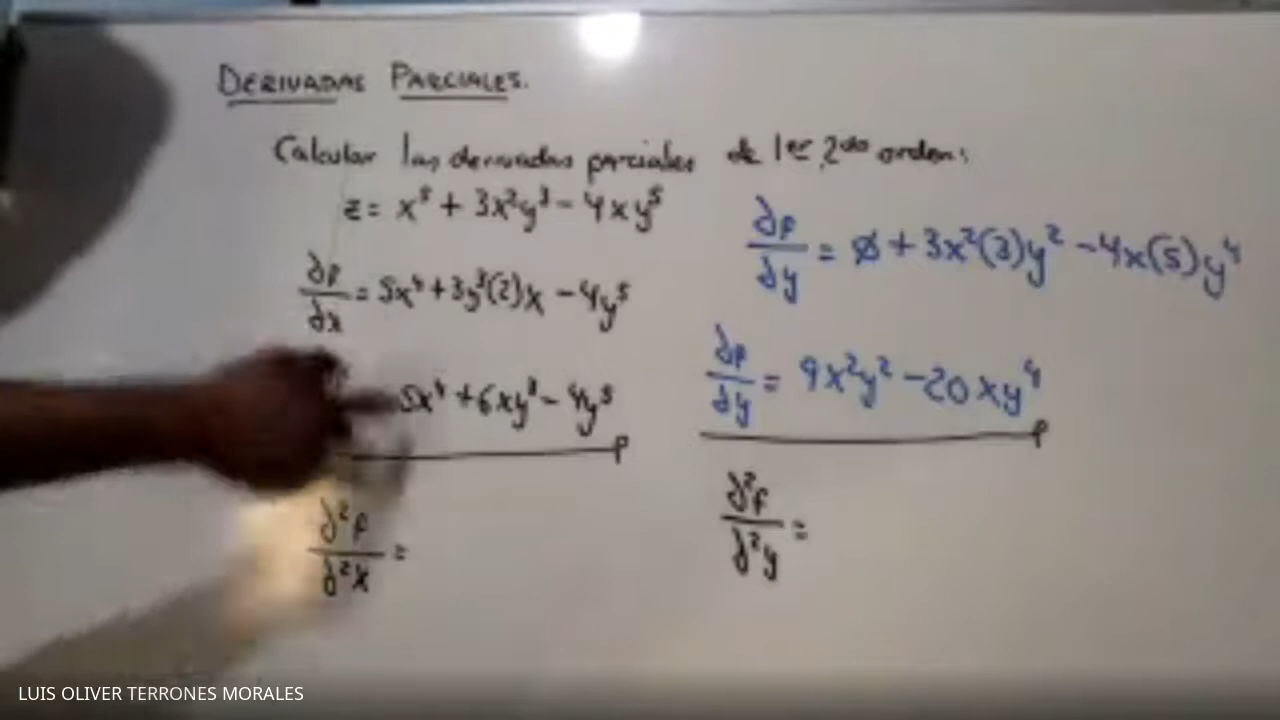 DERIVADAS PARCIALES.
Calcular las derivadas parciales de 1er 2do orden:
z = x⁵ + 3x²y³ - 4xy⁵
∂f/∂x = 5x⁴ + 3y³(2)x - 4y⁵
5x⁴ + 6xy³ - 4y⁵
∂²f/∂²x =
∂f/∂y = ∅ + 3x²(3)y² - 4x(5)y⁴
∂f/∂y = 9x²y² - 20xy⁴
∂²f/∂²y =
LUIS OLIVER TERRONES MORALES